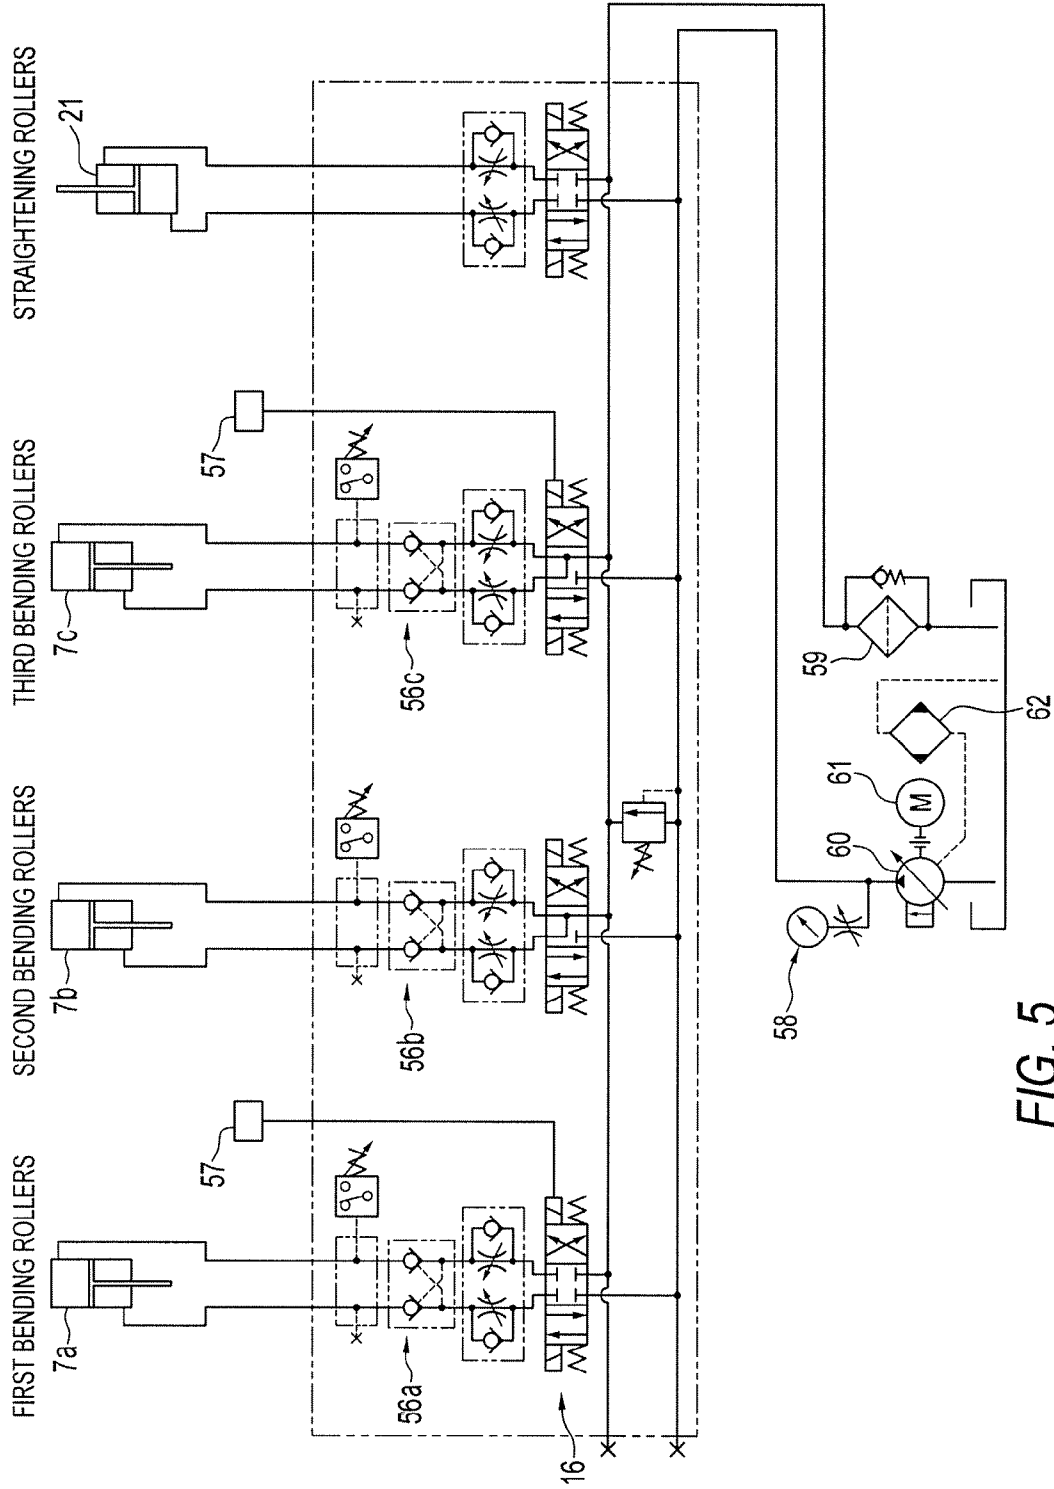 FIRST BENDING ROLLERS
SECOND BENDING ROLLERS
THIRD BENDING ROLLERS
STRAIGHTENING ROLLERS
7a
7b
7c
21
57
57
56a
56b
56c
16
58
60
61
M
59
62
FIG. 5